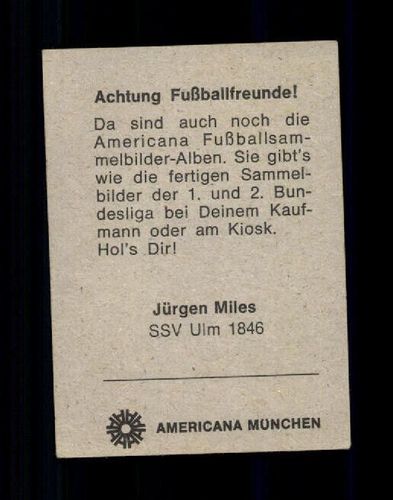 Achtung Fußballfreunde!
Da sind auch noch die
Americana Fußballsam-
melbilder-Alben. Sie gibt's
wie die fertigen Sammel-
bilder der 1. und 2. Bun-
desliga bei Deinem Kauf-
mann oder am Kiosk.
Hol's Dir!
Jürgen Miles
SSV Ulm 1846
AMERICANA MÜNCHEN